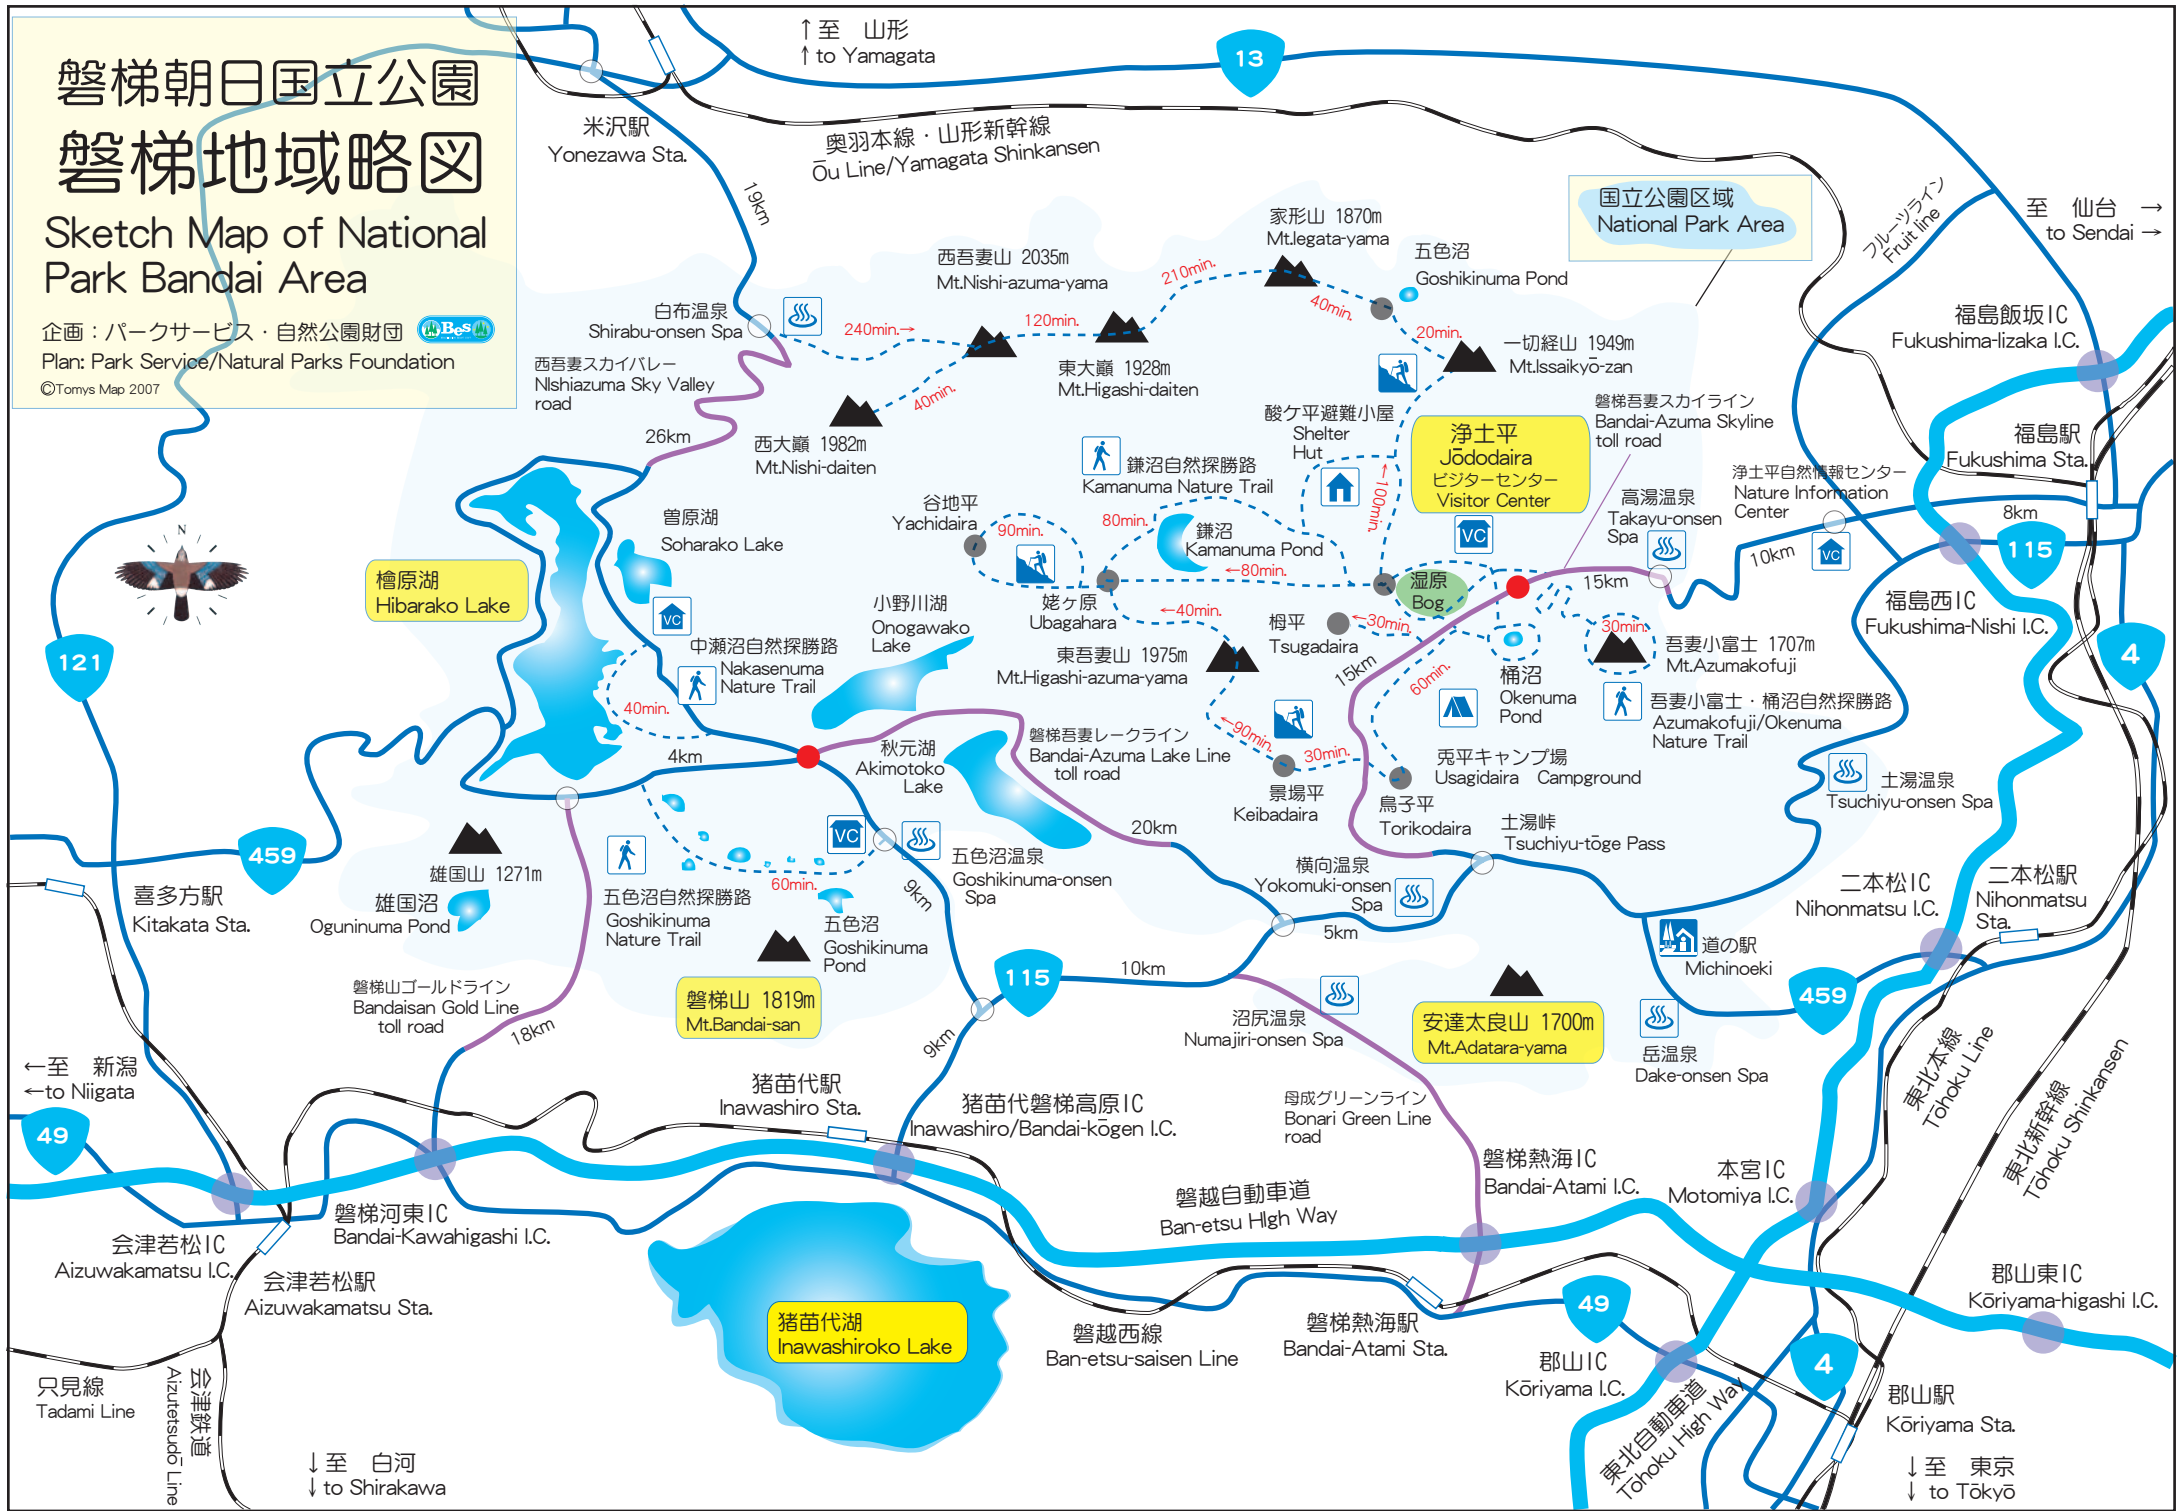 磐梯朝日国立公園
磐梯地域略図
Sketch Map of National
Park Bandai Area
企画：パークサービス・自然公園財団
BeS
Plan: Park Service/Natural Parks Foundation
©Tomys Map 2007
↑至 山形
↑to Yamagata
13
米沢駅
Yonezawa Sta.
奥羽本線・山形新幹線
Ōu Line/Yamagata Shinkansen
19km
国立公園区域
National Park Area
フルーツライン
Fruit line
至 仙台 →
to Sendai →
家形山 1870m
Mt.Iegata-yama
五色沼
Goshikinuma Pond
西吾妻山 2035m
Mt.Nishi-azuma-yama
210min.
40min.
20min.
白布温泉
Shirabu-onsen Spa
240min.→
120min.
東大巓 1928m
Mt.Higashi-daiten
一切経山 1949m
Mt.Issaikyō-zan
福島飯坂IC
Fukushima-Iizaka I.C.
西吾妻スカイバレー
NIshiazuma Sky Valley
road
40min.
西大巓 1982m
Mt.Nishi-daiten
26km
酸ケ平避難小屋
Shelter
Hut
浄土平
Jōdodaira
ビジターセンター
Visitor Center
VC
磐梯吾妻スカイライン
Bandai-Azuma Skyline
toll road
福島駅
Fukushima Sta.
鎌沼自然探勝路
Kamanuma Nature Trail
谷地平
Yachidaira
90min.
80min.
鎌沼
Kamanuma Pond
←80min.
←100min.
高湯温泉
Takayu-onsen
Spa
浄土平自然情報センター
Nature Information
Center
VC
8km
10km
115
15km
N
檜原湖
Hibarako Lake
曽原湖
Soharako Lake
VC
小野川湖
Onogawako
Lake
中瀬沼自然探勝路
Nakasenuma
Nature Trail
40min.
姥ヶ原
Ubagahara
←40min.
湿原
Bog
栂平
Tsugadaira
←30min.
15km
東吾妻山 1975m
Mt.Higashi-azuma-yama
60min.
桶沼
Okenuma
Pond
30min.
吾妻小富士 1707m
Mt.Azumakofuji
吾妻小富士・桶沼自然探勝路
Azumakofuji/Okenuma
Nature Trail
福島西IC
Fukushima-Nishi I.C.
4
121
4km
秋元湖
Akimotoko
Lake
磐梯吾妻レークライン
Bandai-Azuma Lake Line
toll road
←90min.
30min.
景場平
Keibadaira
兎平キャンプ場
Usagidaira Campground
鳥子平
Torikodaira
土湯温泉
Tsuchiyu-onsen Spa
20km
土湯峠
Tsuchiyu-tōge Pass
459
雄国山 1271m
雄国沼
Oguninuma Pond
喜多方駅
Kitakata Sta.
五色沼自然探勝路
Goshikinuma
Nature Trail
60min.
VC
五色沼温泉
Goshikinuma-onsen
Spa
9km
五色沼
Goshikinuma
Pond
横向温泉
Yokomuki-onsen
Spa
5km
二本松IC
Nihonmatsu I.C.
二本松駅
Nihonmatsu
Sta.
道の駅
Michinoeki
磐梯山ゴールドライン
Bandaisan Gold Line
toll road
18km
磐梯山 1819m
Mt.Bandai-san
115
10km
9km
沼尻温泉
Numajiri-onsen Spa
安達太良山 1700m
Mt.Adatara-yama
岳温泉
Dake-onsen Spa
459
東北本線
Tōhoku Line
東北新幹線
Tōhoku Shinkansen
←至 新潟
←to Niigata
49
猪苗代駅
Inawashiro Sta.
猪苗代磐梯高原IC
Inawashiro/Bandai-kōgen I.C.
母成グリーンライン
Bonari Green Line
road
磐梯熱海IC
Bandai-Atami I.C.
本宮IC
Motomiya I.C.
磐越自動車道
Ban-etsu HIgh Way
会津若松IC
Aizuwakamatsu I.C.
磐梯河東IC
Bandai-Kawahigashi I.C.
会津若松駅
Aizuwakamatsu Sta.
猪苗代湖
Inawashiroko Lake
磐越西線
Ban-etsu-saisen Line
磐梯熱海駅
Bandai-Atami Sta.
49
郡山東IC
Kōriyama-higashi I.C.
郡山IC
Kōriyama I.C.
4
只見線
Tadami Line
会津鉄道
Aizutetsudō Line
東北自動車道
Tōhoku High Way
郡山駅
Kōriyama Sta.
↓至 白河
↓to Shirakawa
↓至 東京
↓ to Tōkyō